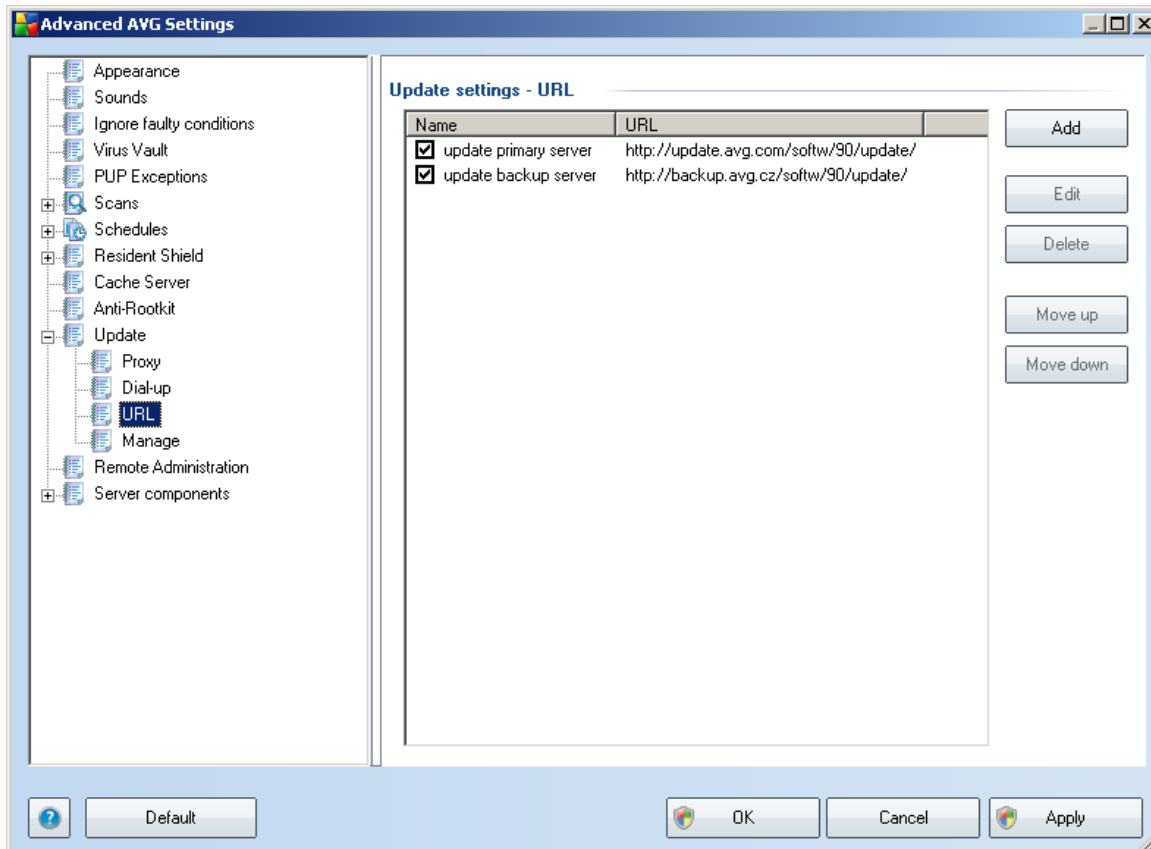 Advanced AVG Settings
Appearance
Sounds
Ignore faulty conditions
Virus Vault
PUP Exceptions
Scans
Schedules
Resident Shield
Cache Server
Anti-Rootkit
Update
Proxy
Dial-up
URL
Manage
Remote Administration
Server components
Update settings - URL
Name URL
update primary server http://update.avg.com/softw/90/update/
update backup server http://backup.avg.cz/softw/90/update/
Add
Edit
Delete
Move up
Move down
? Default OK Cancel Apply